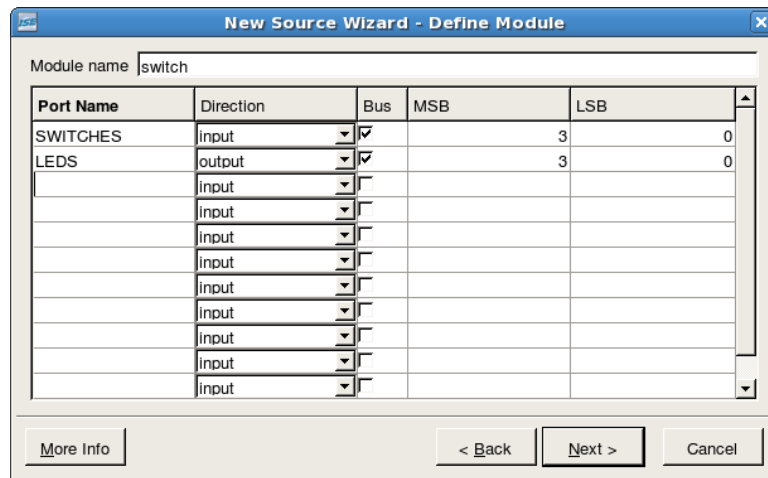 ISE New Source Wizard - Define Module
Module name switch
Port Name Direction Bus MSB LSB
SWITCHES input 3 0
LEDS output 3 0
input
input
input
input
input
input
input
input
input
More Info < Back Next > Cancel